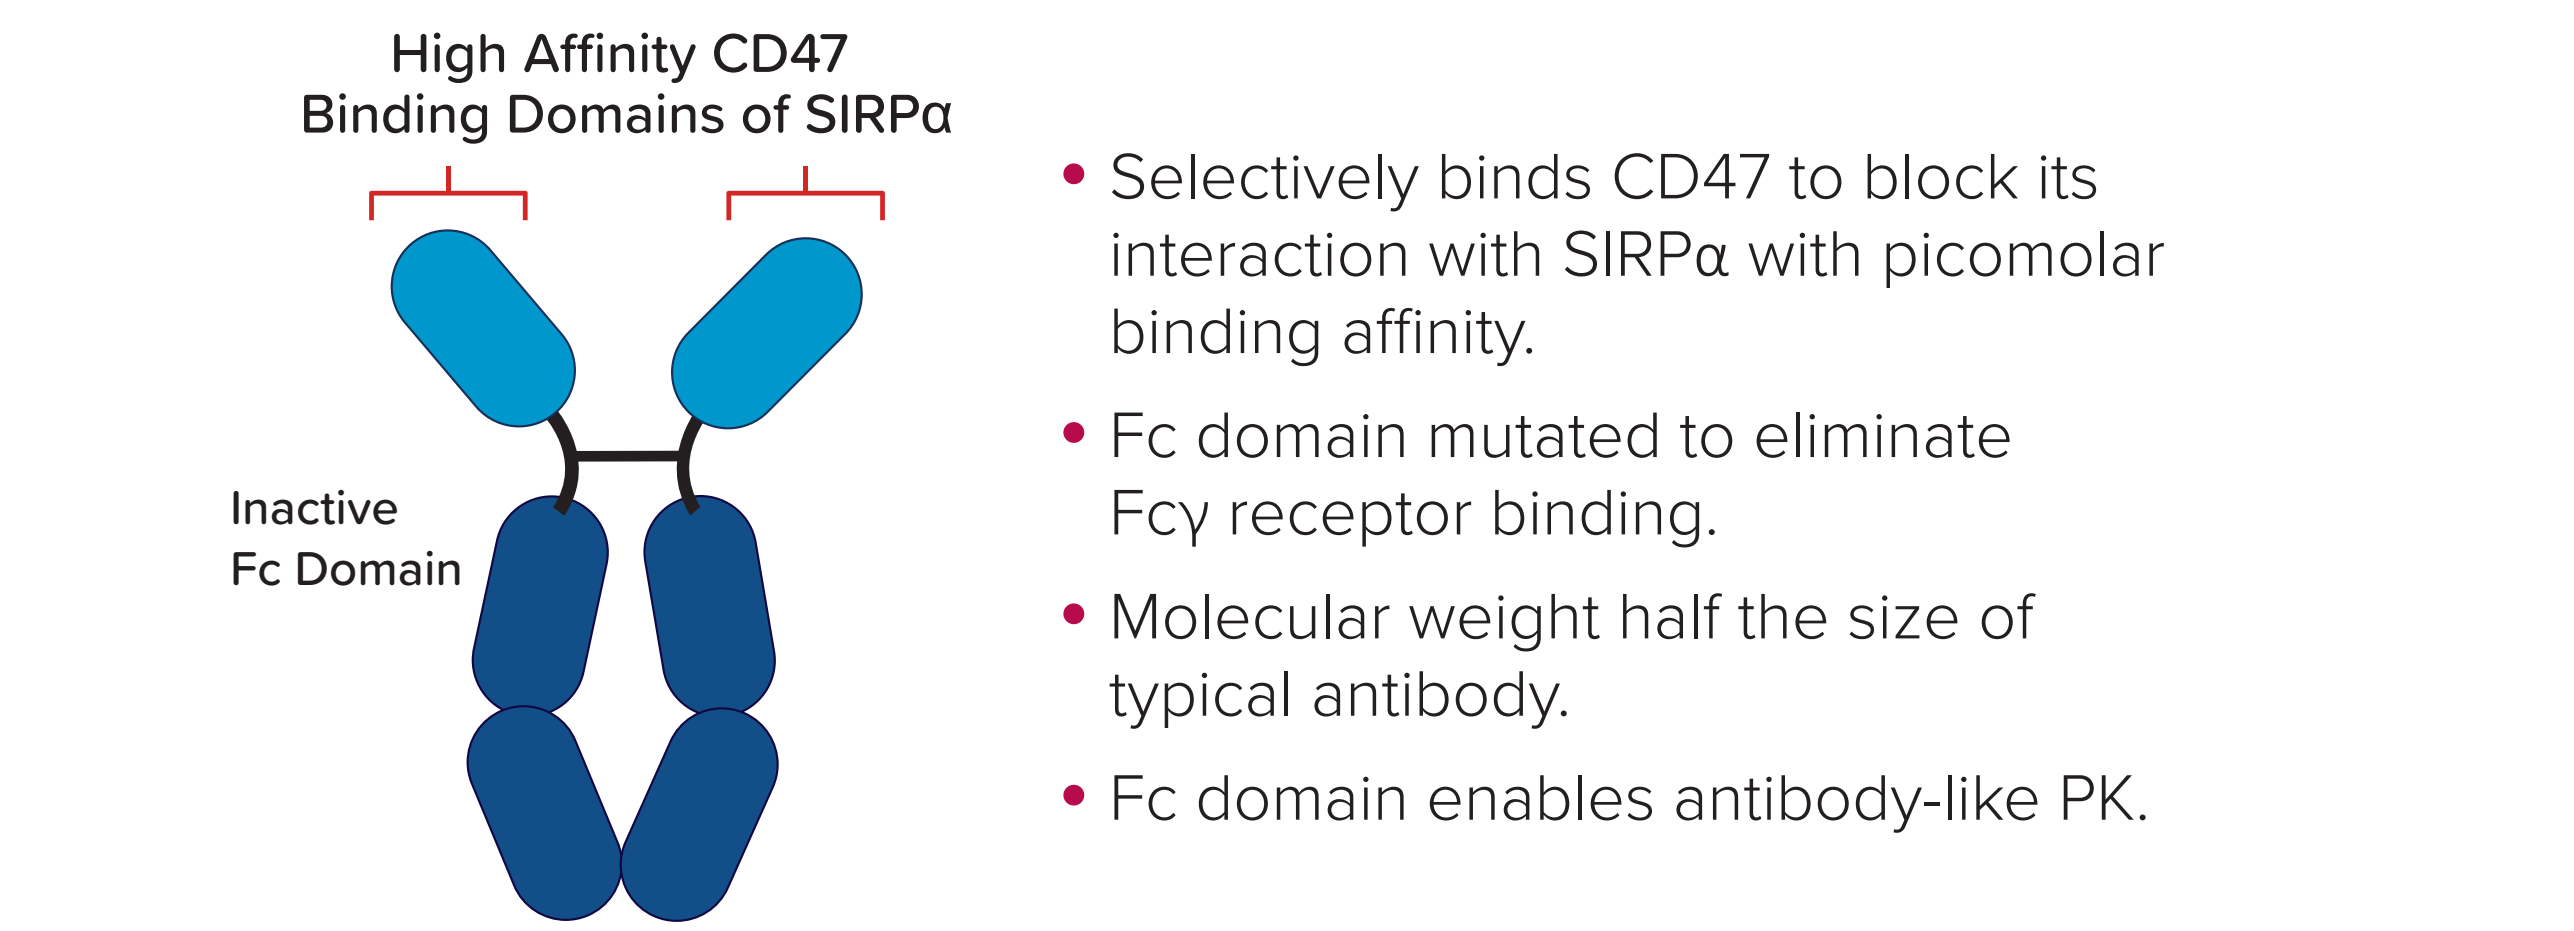 High Affinity CD47
Binding Domains of SIRPα
Inactive
Fc Domain
• Selectively binds CD47 to block its
interaction with SIRPα with picomolar
binding affinity.
• Fc domain mutated to eliminate
Fcγ receptor binding.
• Molecular weight half the size of
typical antibody.
• Fc domain enables antibody-like PK.